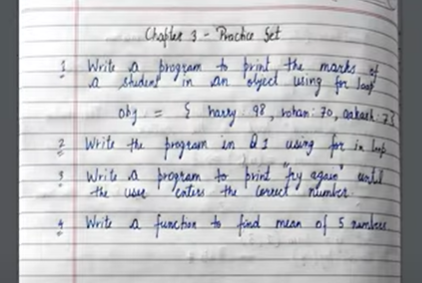 Chapter 3 - Practice Set
1 Write a program to print the marks of
a student in an object using for loop
obj = { harry: 98, rohan: 70, aakash: 7
2 Write the program in Q1 using for in loop
3 Write a program to print "try again" until
the user enters the correct number
4 Write a function to find mean of 5 numbers